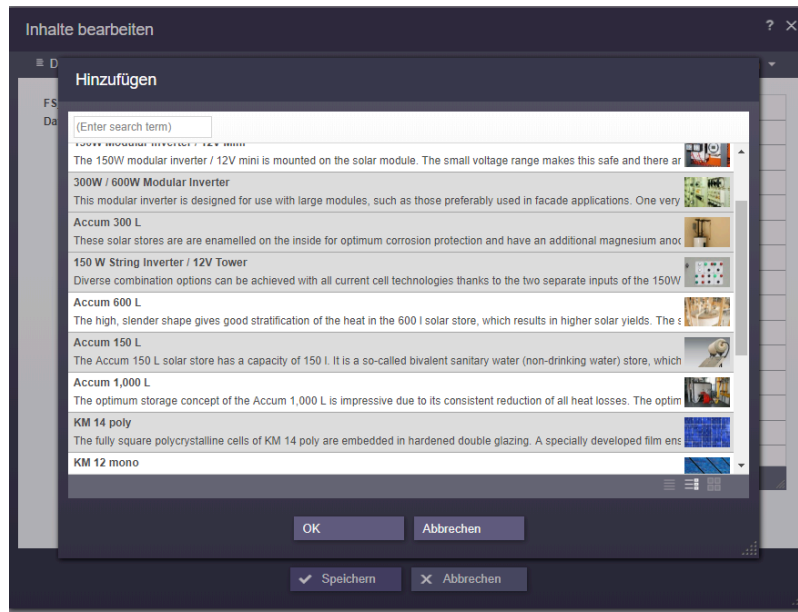 Inhalte bearbeiten
?
D
Hinzufügen
FS
Da
(Enter search term)
150W Modular Inverter / 12V Mini
The 150W modular inverter / 12V mini is mounted on the solar module. The small voltage range makes this safe and there ar
300W / 600W Modular Inverter
This modular inverter is designed for use with large modules, such as those preferably used in facade applications. One very
Accum 300 L
These solar stores are are enamelled on the inside for optimum corrosion protection and have an additional magnesium anod
150 W String Inverter / 12V Tower
Diverse combination options can be achieved with all current cell technologies thanks to the two separate inputs of the 150W
Accum 600 L
The high, slender shape gives good stratification of the heat in the 600 l solar store, which results in higher solar yields. The s
Accum 150 L
The Accum 150 L solar store has a capacity of 150 l. It is a so-called bivalent sanitary water (non-drinking water) store, which
Accum 1,000 L
The optimum storage concept of the Accum 1,000 L is impressive due to its consistent reduction of all heat losses. The optim
KM 14 poly
The fully square polycrystalline cells of KM 14 poly are embedded in hardened double glazing. A specially developed film ens
KM 12 mono
OK
Abbrechen
Speichern
Abbrechen